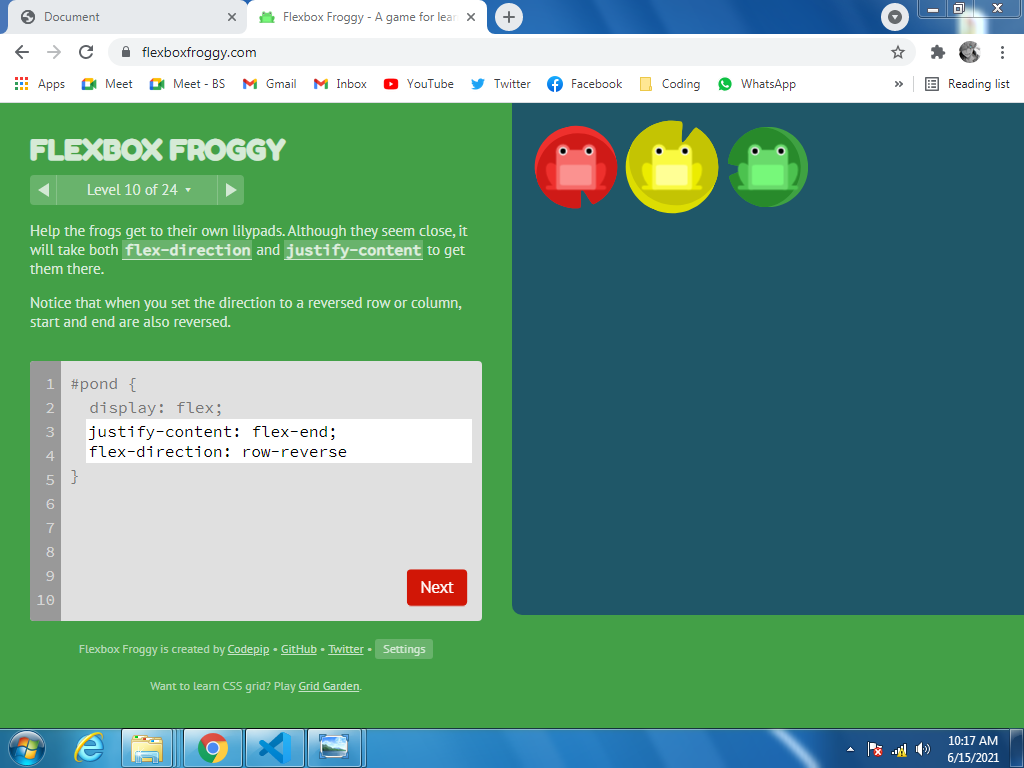 Document
Flexbox Froggy - A game for lear
flexboxfroggy.com
Apps Meet Meet - BS Gmail Inbox YouTube Twitter Facebook Coding WhatsApp » Reading list
FLEXBOX FROGGY
Level 10 of 24
Help the frogs get to their own lilypads. Although they seem close, it
will take both flex-direction and justify-content to get
them there.
Notice that when you set the direction to a reversed row or column,
start and end are also reversed.
1 #pond {
2 display: flex;
3 justify-content: flex-end;
4 flex-direction: row-reverse
5 }
6
7
8
9
10
Next
Flexbox Froggy is created by Codepip • GitHub • Twitter • Settings
Want to learn CSS grid? Play Grid Garden.
10:17 AM
6/15/2021